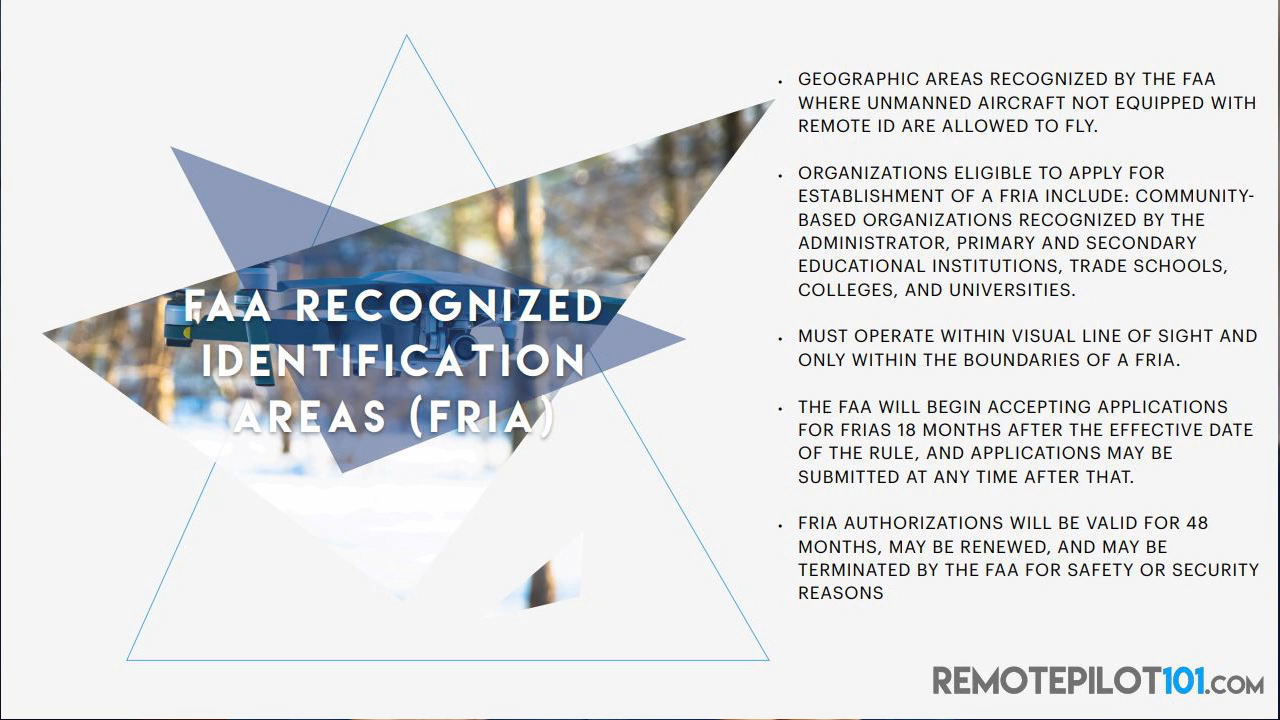 FAA RECOGNIZED
IDENTIFICATION
AREAS (FRIA)
• GEOGRAPHIC AREAS RECOGNIZED BY THE FAA
WHERE UNMANNED AIRCRAFT NOT EQUIPPED WITH
REMOTE ID ARE ALLOWED TO FLY.
• ORGANIZATIONS ELIGIBLE TO APPLY FOR
ESTABLISHMENT OF A FRIA INCLUDE: COMMUNITY-
BASED ORGANIZATIONS RECOGNIZED BY THE
ADMINISTRATOR, PRIMARY AND SECONDARY
EDUCATIONAL INSTITUTIONS, TRADE SCHOOLS,
COLLEGES, AND UNIVERSITIES.
• MUST OPERATE WITHIN VISUAL LINE OF SIGHT AND
ONLY WITHIN THE BOUNDARIES OF A FRIA.
• THE FAA WILL BEGIN ACCEPTING APPLICATIONS
FOR FRIAS 18 MONTHS AFTER THE EFFECTIVE DATE
OF THE RULE, AND APPLICATIONS MAY BE
SUBMITTED AT ANY TIME AFTER THAT.
• FRIA AUTHORIZATIONS WILL BE VALID FOR 48
MONTHS, MAY BE RENEWED, AND MAY BE
TERMINATED BY THE FAA FOR SAFETY OR SECURITY
REASONS
REMOTEPILOT101.COM